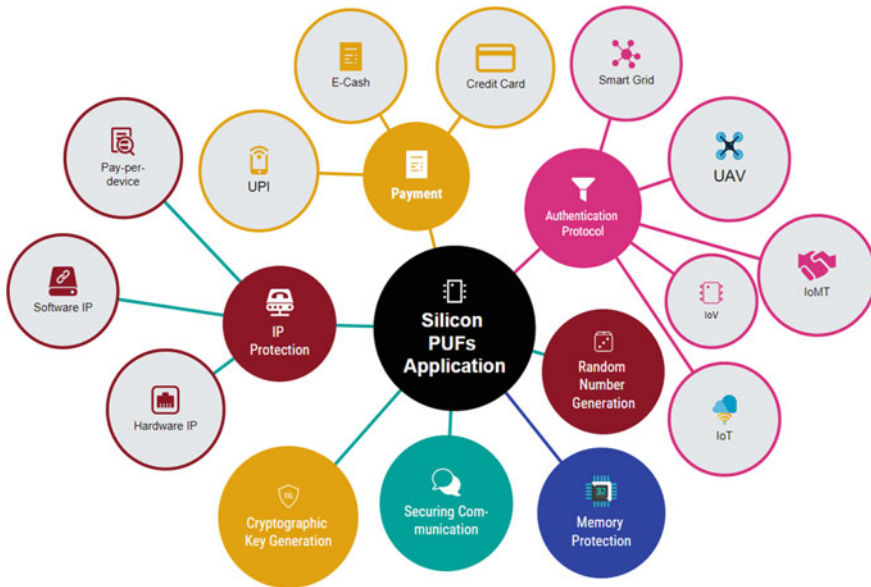 E-Cash
Credit Card
Smart Grid
Pay-per-
device
UPI
Payment
UAV
Authentication
Protocol
Software IP
IP
Protection
Silicon
PUFs
Application
IoV
IoMT
Random
Number
Generation
Hardware IP
IoT
SSL
Cryptographic
Key Generation
Securing Com-
munication
Memory
Protection